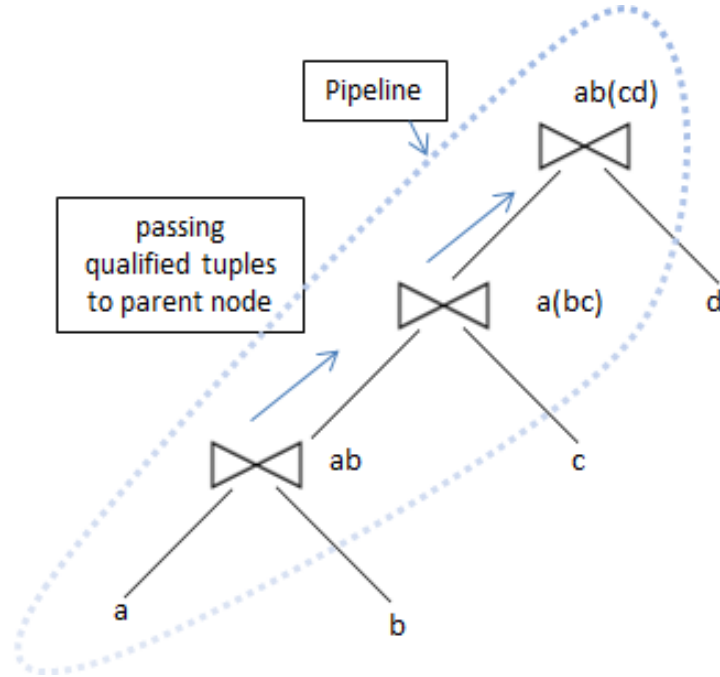 Pipeline
ab(cd)
passing
qualified tuples
to parent node
a(bc)
d
ab
c
a
b